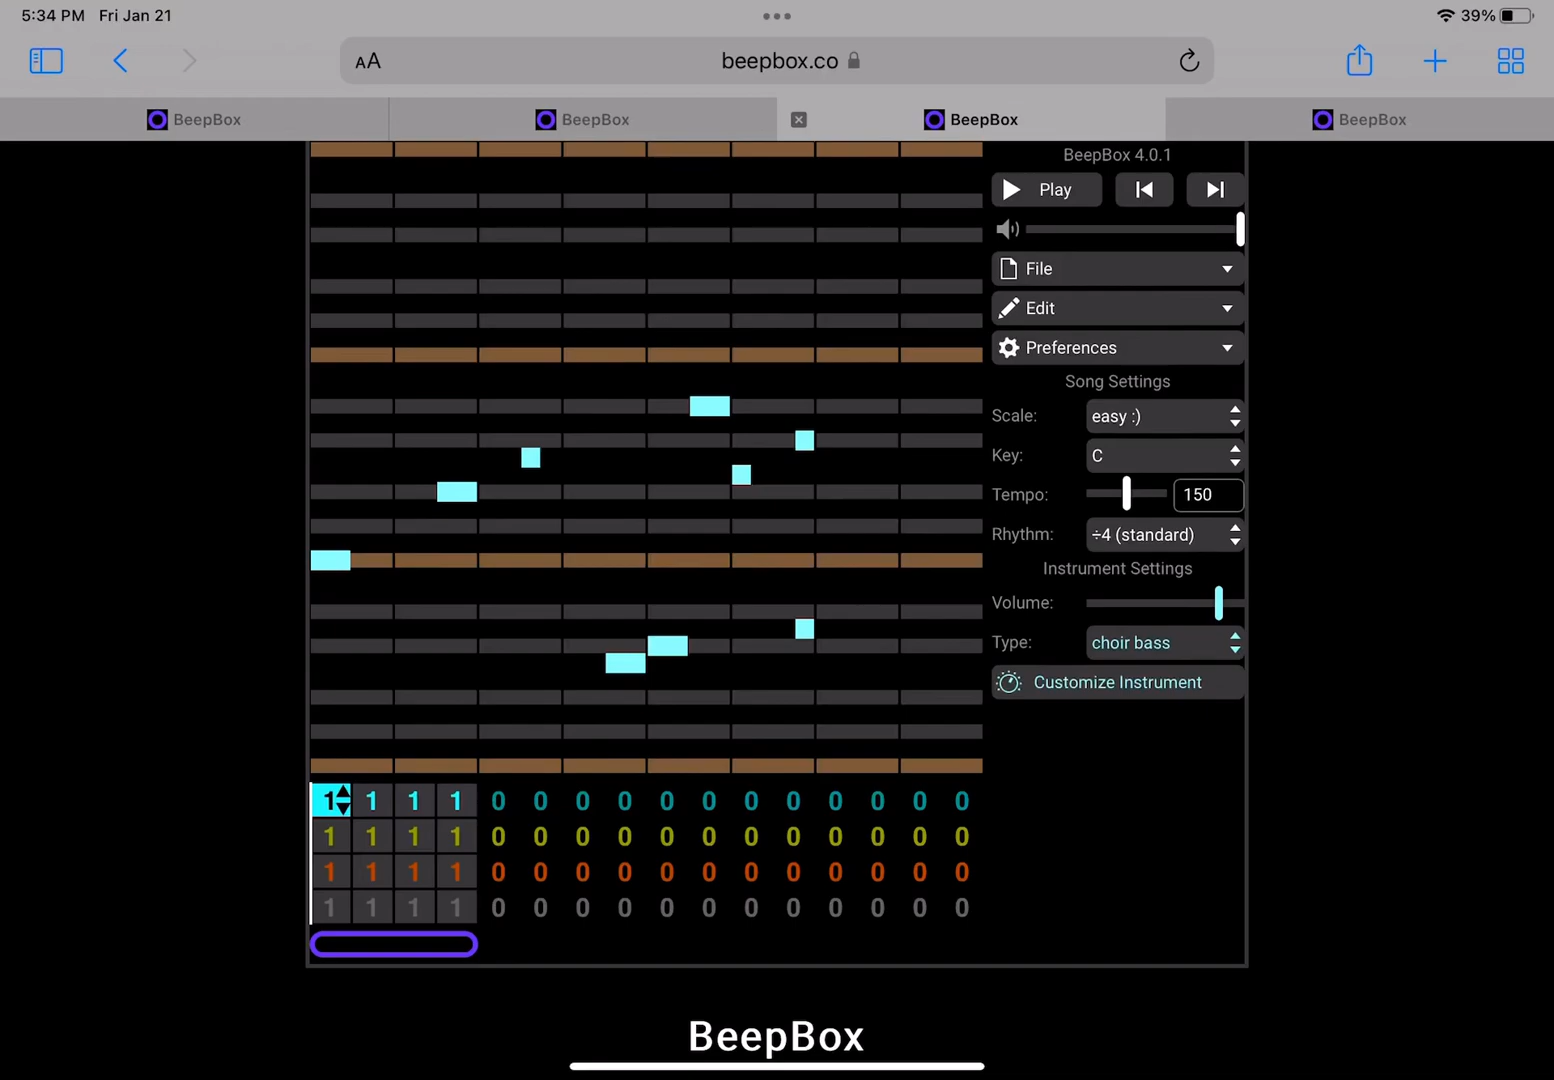 5:34 PM Fri Jan 21 39%
AA beepbox.co
BeepBox BeepBox BeepBox BeepBox
BeepBox 4.0.1
Play
File
Edit
Preferences
Song Settings
Scale: easy :)
Key: C
Tempo: 150
Rhythm: ÷4 (standard)
Instrument Settings
Volume:
Type: choir bass
Customize Instrument
1 1 1 1 0 0 0 0 0 0 0 0 0 0 0 0
1 1 1 1 0 0 0 0 0 0 0 0 0 0 0 0
1 1 1 1 0 0 0 0 0 0 0 0 0 0 0 0
1 1 1 1 0 0 0 0 0 0 0 0 0 0 0 0
BeepBox